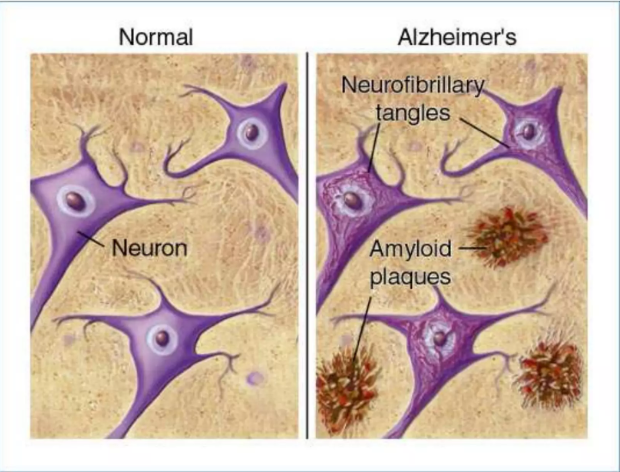 Normal
Alzheimer's
Neuron
Neurofibrillary
tangles
Amyloid
plaques